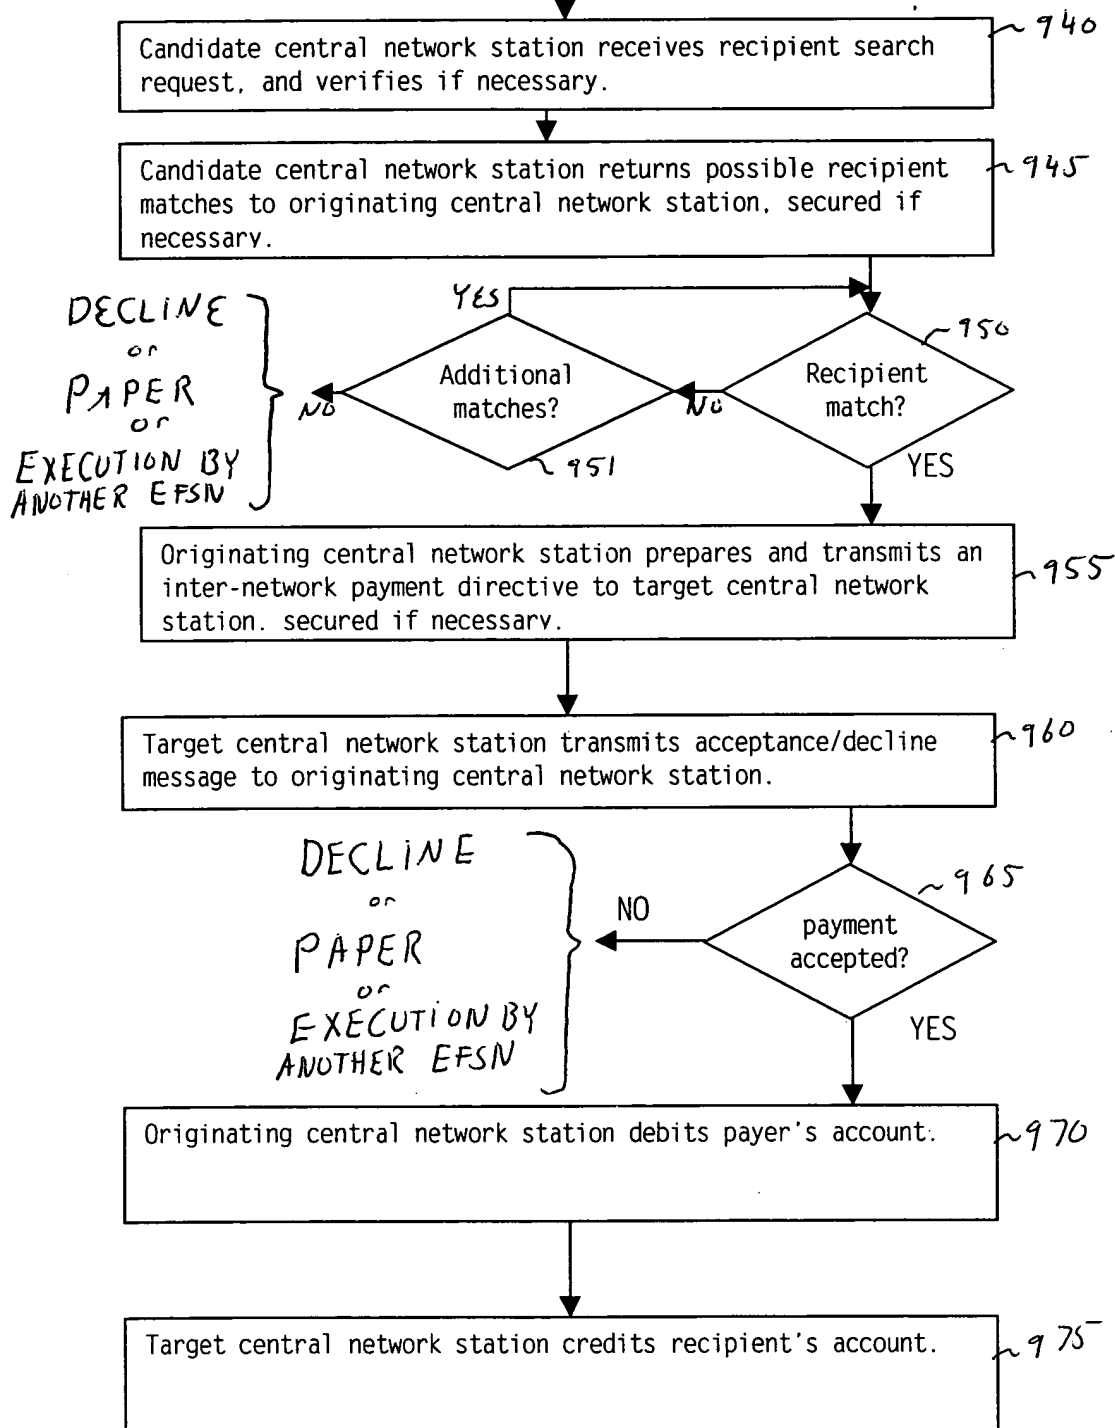 940
Candidate central network station receives recipient search
request, and verifies if necessary.
945
Candidate central network station returns possible recipient
matches to originating central network station, secured if
necessary.
YES
DECLINE
or
PAPER
or
EXECUTION BY
ANOTHER EFSN
NO
Additional
matches?
951
NO
950
Recipient
match?
YES
955
Originating central network station prepares and transmits an
inter-network payment directive to target central network
station. secured if necessary.
960
Target central network station transmits acceptance/decline
message to originating central network station.
DECLINE
or
PAPER
or
EXECUTION BY
ANOTHER EFSN
NO
965
payment
accepted?
YES
970
Originating central network station debits payer's account.
975
Target central network station credits recipient's account.